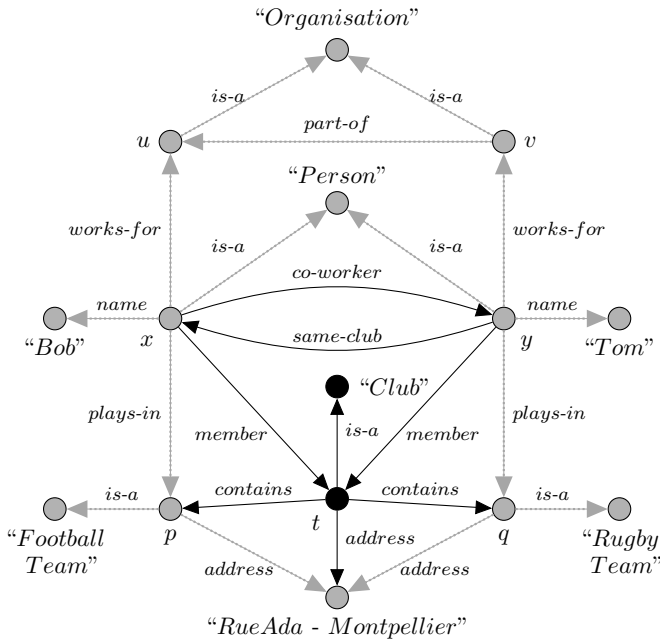 “Organisation”
is-a
is-a
part-of
u
v
“Person”
works-for
works-for
is-a
is-a
co-worker
name
name
“Bob”
x
same-club
y
“Tom”
“Club”
plays-in
plays-in
member
is-a
member
is-a
contains
contains
is-a
“Football
Team”
p
t
address
q
“Rugby
Team”
address
address
“RueAda - Montpellier”